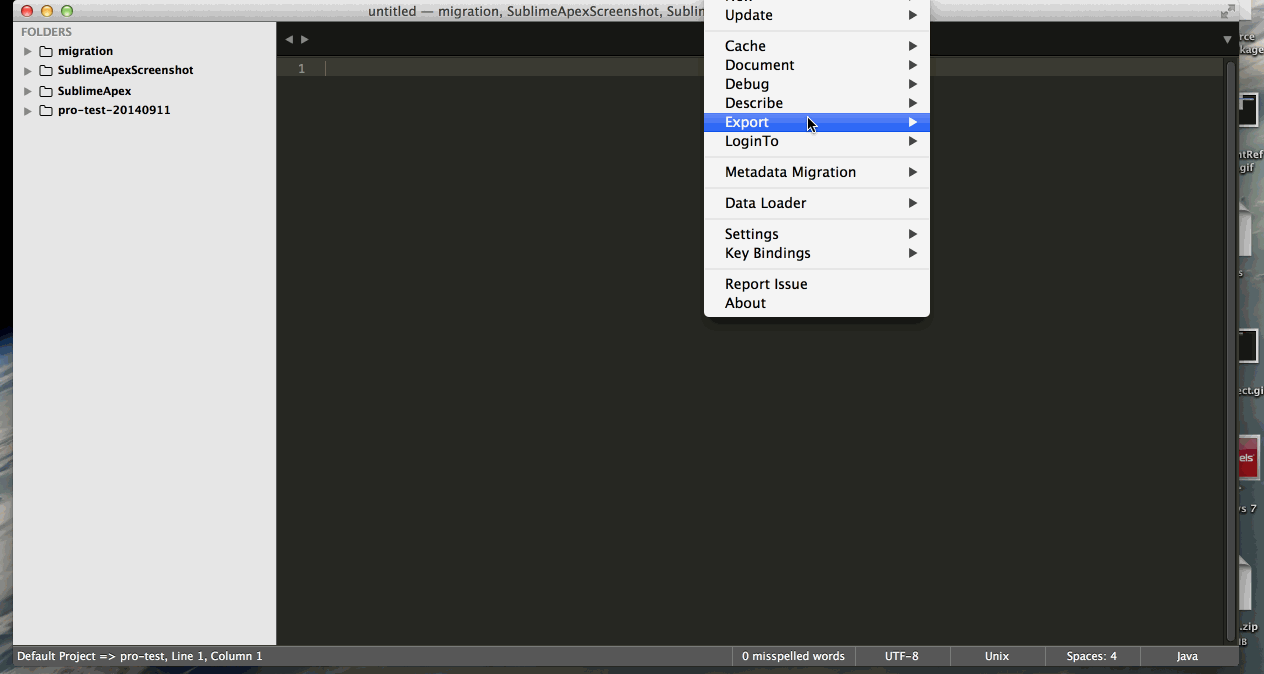 untitled — migration, SublimeApexScreenshot, Sublim
FOLDERS
migration
SublimeApexScreenshot
SublimeApex
pro-test-20140911
1
Update
Cache
Document
Debug
Describe
Export
LoginTo
Metadata Migration
Data Loader
Settings
Key Bindings
Report Issue
About
rce
kage
ntRef
gif
s
ect.gi
els
vs 7
.zip
Default Project => pro-test, Line 1, Column 1
0 misspelled words
UTF-8
Unix
Spaces: 4
Java